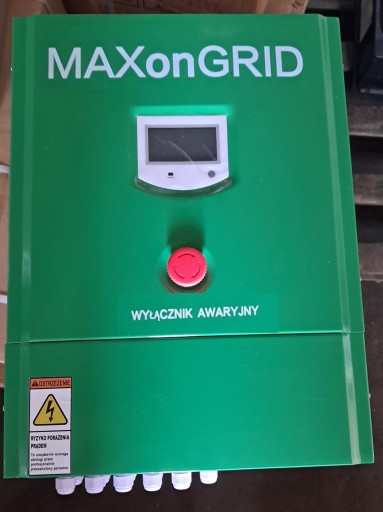 MAXonGRID
WYŁĄCZNIK AWARYJNY
OSTRZEŻENIE
RYZYKO PORAŻENIA
PRĄDEM